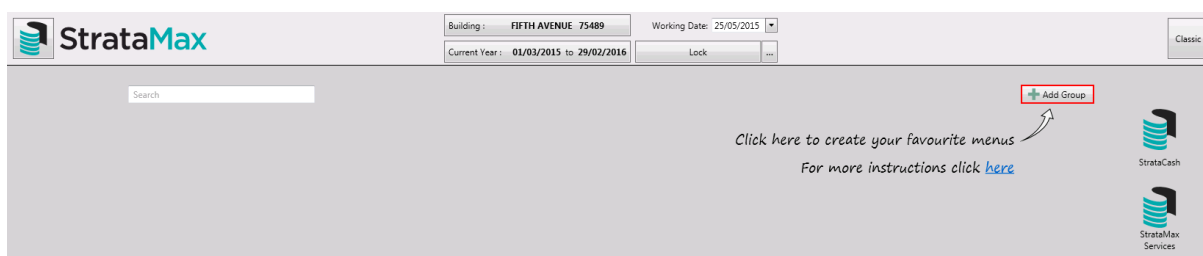 StrataMax
Building : FIFTH AVENUE 75489
Working Date: 25/05/2015
Classic
Current Year : 01/03/2015 to 29/02/2016
Lock
...
Search
Add Group
Click here to create your favourite menus
For more instructions click here
StrataCash
StrataMax
Services